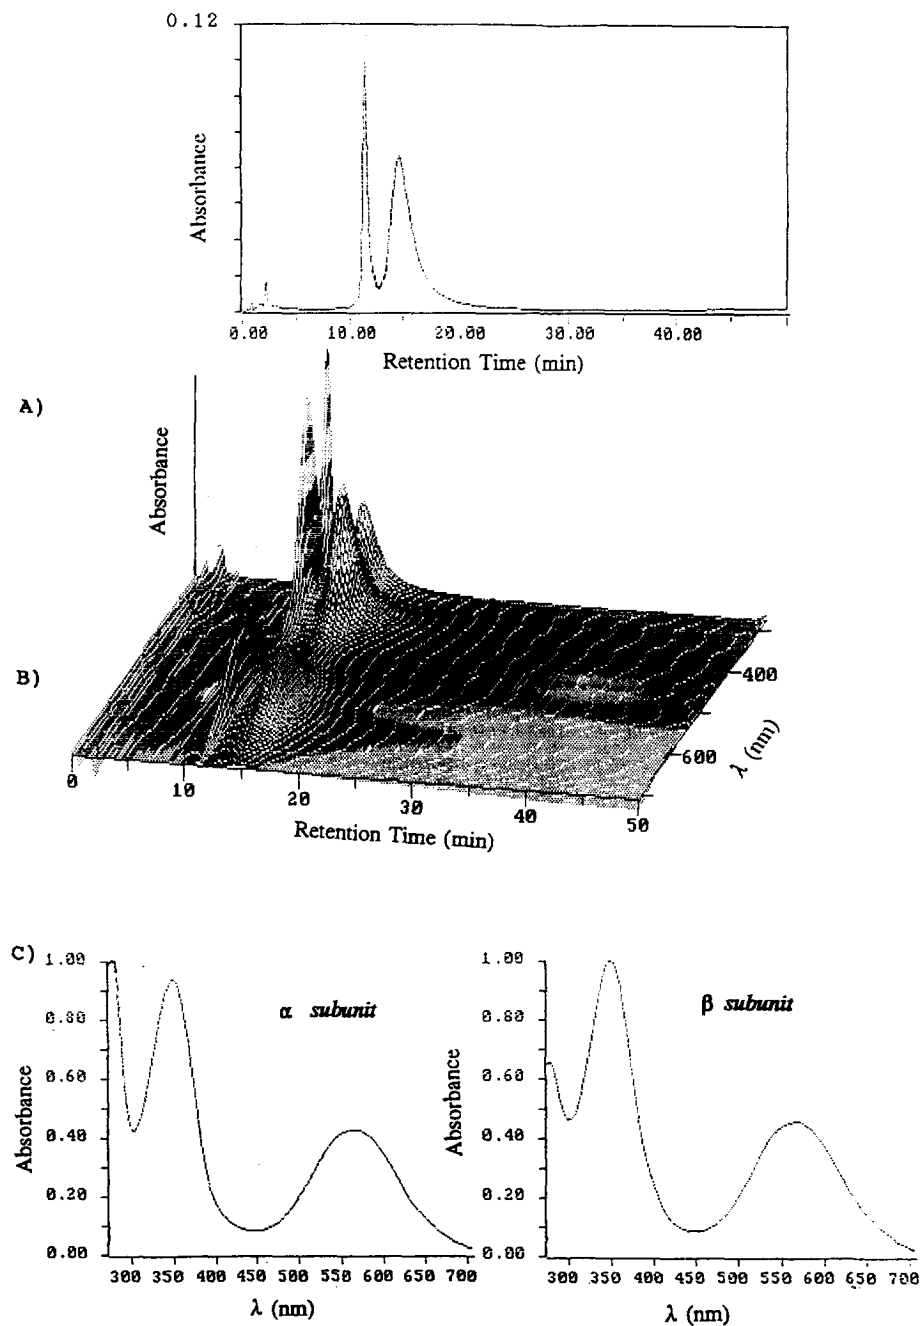 0.12
Absorbance
0.00 10.00 20.00 30.00 40.00
Retention Time (min)
A)
Absorbance
B)
400
600
λ (nm)
0 10 20 30 40 50
Retention Time (min)
C)
1.00
0.80
0.60
0.40
0.20
0.00
Absorbance
α subunit
300 350 400 450 500 550 600 650 700
λ (nm)
1.00
0.80
0.60
0.40
0.20
0.00
Absorbance
β subunit
300 350 400 450 500 550 600 650 700
λ (nm)